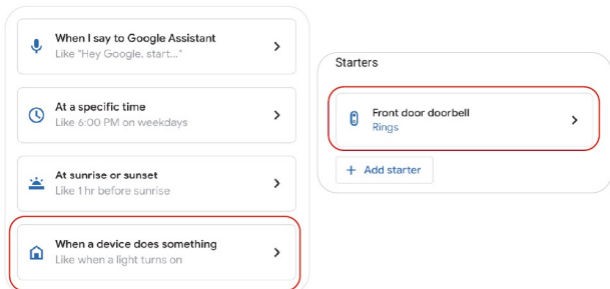 When I say to Google Assistant
Like "Hey Google, start..."
At a specific time
Like 6:00 PM on weekdays
At sunrise or sunset
Like 1 hr before sunrise
When a device does something
Like when a light turns on
Starters
Front door doorbell
Rings
+ Add starter